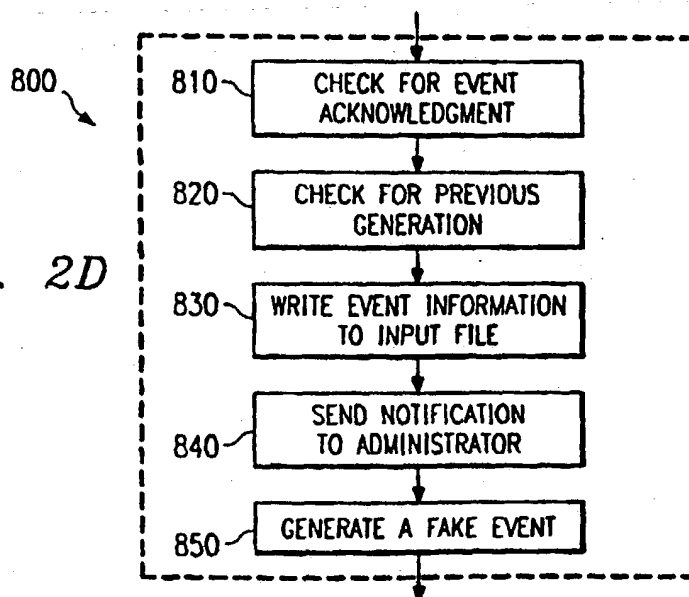 800
810
CHECK FOR EVENT
ACKNOWLEDGMENT
820
CHECK FOR PREVIOUS
GENERATION
. 2D
830
WRITE EVENT INFORMATION
TO INPUT FILE
840
SEND NOTIFICATION
TO ADMINISTRATOR
850
GENERATE A FAKE EVENT